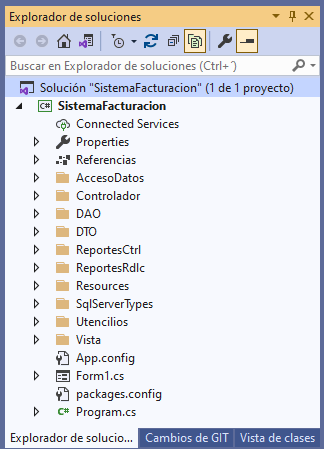 Explorador de soluciones
Buscar en Explorador de soluciones (Ctrl+´)
Solución "SistemaFacturacion" (1 de 1 proyecto)
C# SistemaFacturacion
Connected Services
Properties
Referencias
AccesoDatos
Controlador
DAO
DTO
ReportesCtrl
ReportesRdlc
Resources
SqlServerTypes
Utencilios
Vista
App.config
Form1.cs
packages.config
C# Program.cs
Explorador de solucio... Cambios de GIT Vista de clases